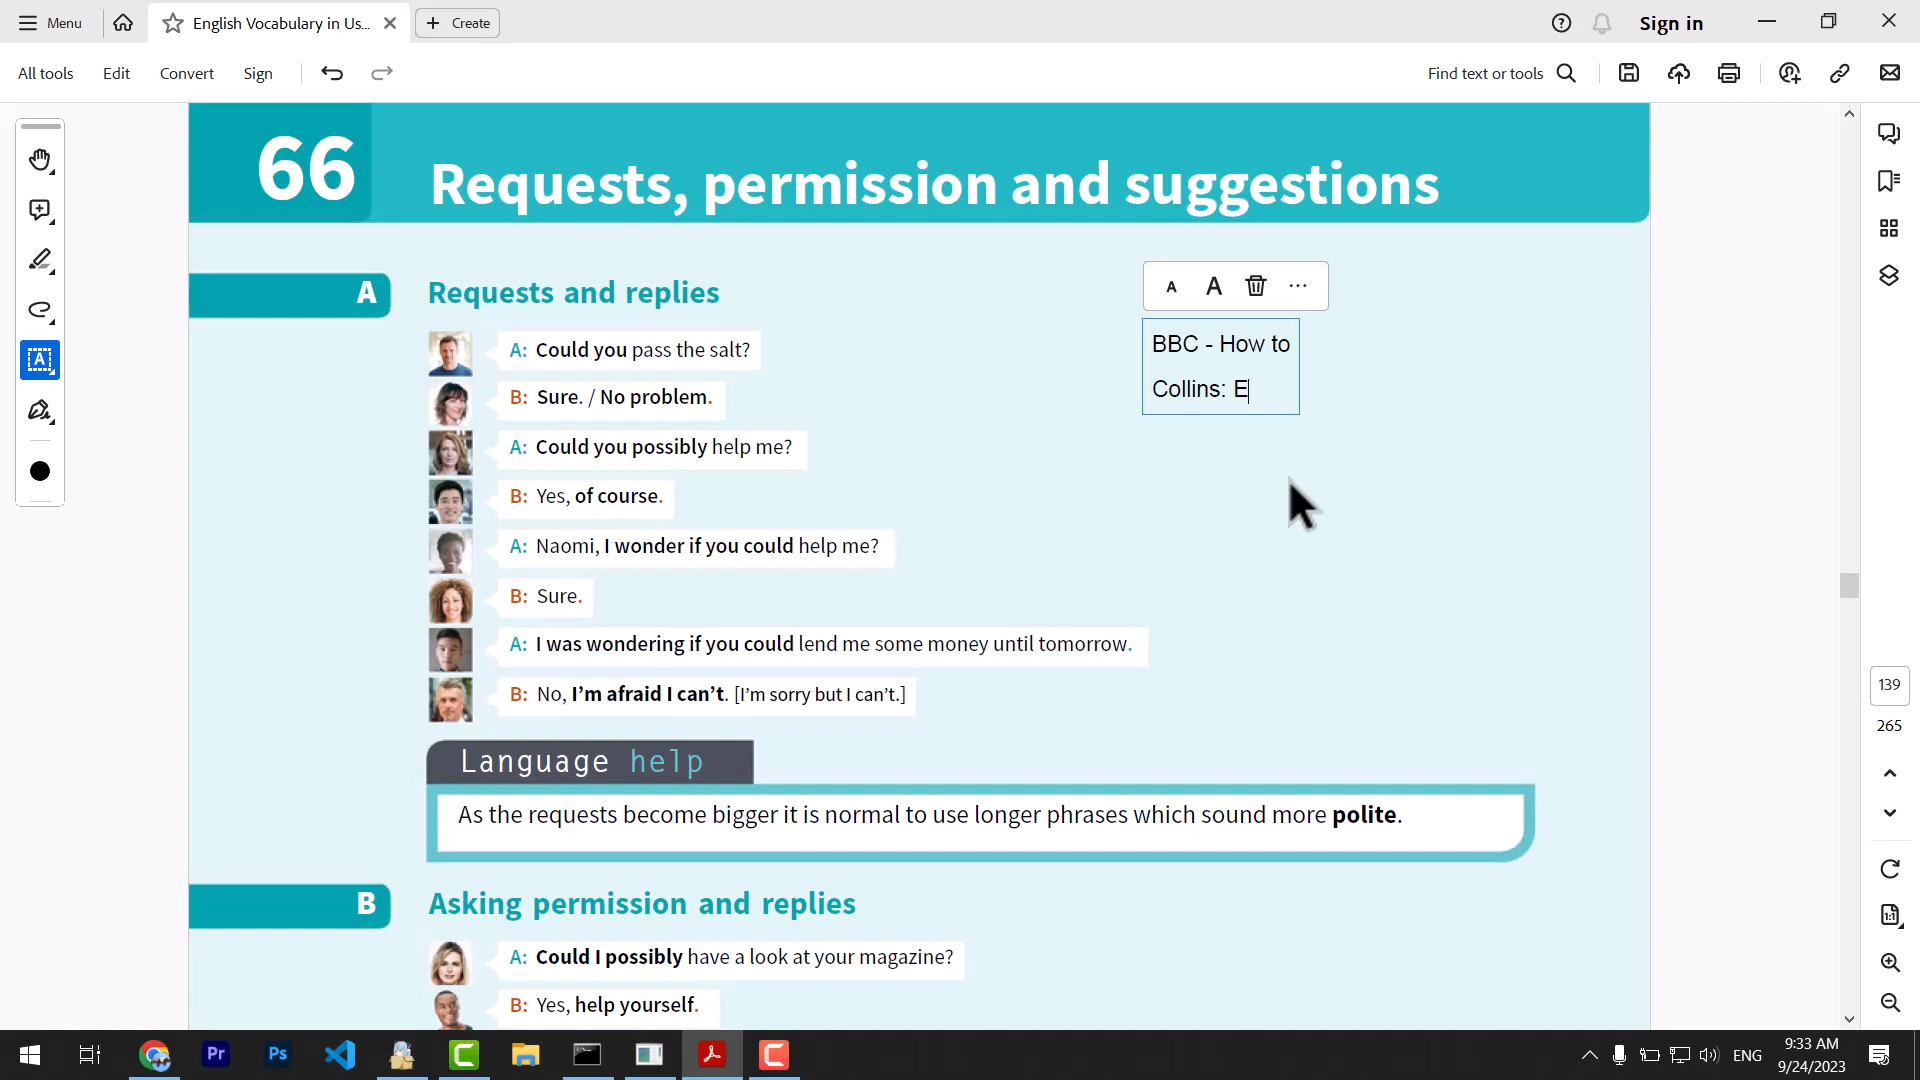 Menu
English Vocabulary in Us...
Create
Sign in
All tools
Edit
Convert
Sign
Find text or tools
66
Requests, permission and suggestions
A
Requests and replies
A: Could you pass the salt?
B: Sure. / No problem.
A: Could you possibly help me?
B: Yes, of course.
A: Naomi, I wonder if you could help me?
B: Sure.
A: I was wondering if you could lend me some money until tomorrow.
B: No, I'm afraid I can't. [I'm sorry but I can't.]
A A ...
BBC - How to
Collins: E
Language help
As the requests become bigger it is normal to use longer phrases which sound more polite.
B
Asking permission and replies
A: Could I possibly have a look at your magazine?
B: Yes, help yourself.
139
265
Pr
Ps
ENG
9:33 AM
9/24/2023